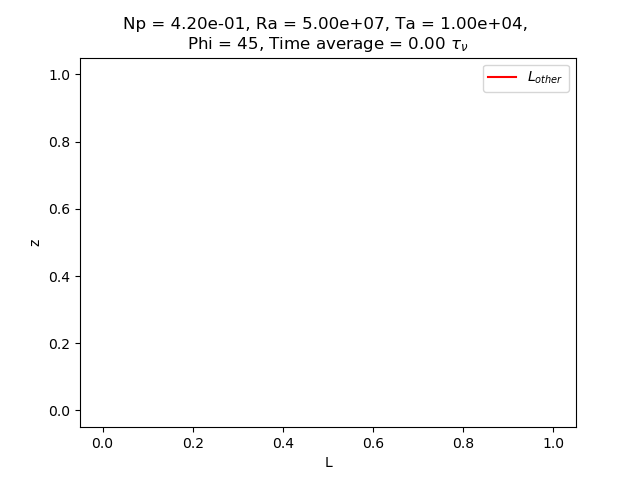 Np = 4.20e-01, Ra = 5.00e+07, Ta = 1.00e+04,
Phi = 45, Time average = 0.00 τν
L_other
1.0
0.8
0.6
0.4
0.2
0.0
z
0.0 0.2 0.4 0.6 0.8 1.0
L